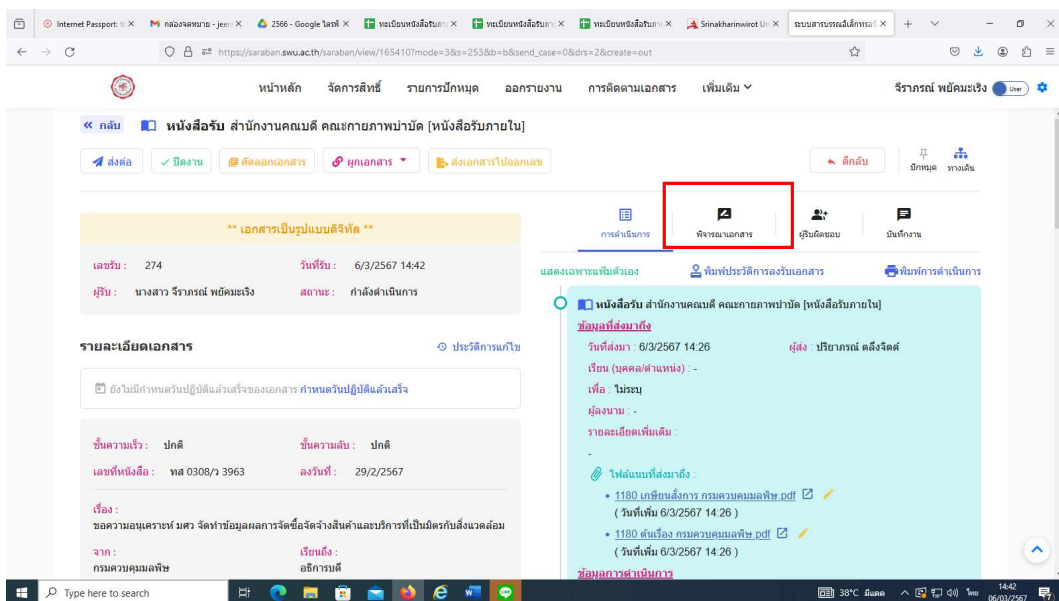 Internet Passport: ระ
กล่องจดหมาย - jeer
2566 - Google ไดรฟ์
ทะเบียนหนังสือรับภา
ทะเบียนหนังสือรับภา
ทะเบียนหนังสือรับภา
Srinakharinwirot Un
ระบบสารบรรณอิเล็กทรอนิ
https://saraban.swu.ac.th/saraban/view/165410?mode=3&s=253&b=b&send_case=0&drs=2&create=out
หน้าหลัก จัดการสิทธิ์ รายการปักหมุด ออกรายงาน การติดตามเอกสาร เพิ่มเติม
จีราภรณ์ พยัคมะเริง User
« กลับ หนังสือรับ สำนักงานคณบดี คณะกายภาพบำบัด [หนังสือรับภายใน]
ส่งต่อ ปิดงาน คัดออกเอกสาร ผูกเอกสาร ส่งเอกสารไปออกเลข ตีกลับ ปักหมุด ทางเดิน
** เอกสารเป็นรูปแบบดิจิทัล **
เลขรับ : 274 วันที่รับ : 6/3/2567 14:42
ผู้รับ : นางสาว จีราภรณ์ พยัคมะเริง สถานะ : กำลังดำเนินการ
รายละเอียดเอกสาร ประวัติการแก้ไข
ยังไม่มีกำหนดวันปฏิบัติแล้วเสร็จของเอกสาร กำหนดวันปฏิบัติแล้วเสร็จ
ชั้นความเร็ว : ปกติ ชั้นความลับ : ปกติ
เลขที่หนังสือ : ทส 0308/ว 3963 ลงวันที่ : 29/2/2567
เรื่อง :
ขอความอนุเคราะห์ มศว จัดทำข้อมูลผลการจัดซื้อจัดจ้างสินค้าและบริการที่เป็นมิตรกับสิ่งแวดล้อม
จาก : เรียนถึง :
กรมควบคุมมลพิษ อธิการบดี
การดำเนินการ พิจารณาเอกสาร ผู้รับผิดชอบ บันทึกงาน
แสดงเฉพาะแฟ้มตัวเอง พิมพ์ประวัติการลงรับเอกสาร พิมพ์การดำเนินการ
หนังสือรับ สำนักงานคณบดี คณะกายภาพบำบัด [หนังสือรับภายใน]
ข้อมูลที่ส่งมาถึง
วันที่ส่งมา : 6/3/2567 14:26 ผู้ส่ง : ปริยาภรณ์ ตลึงจิตต์
เรียน (บุคคล/ตำแหน่ง) : -
เพื่อ : ไม่ระบุ
ผู้ลงนาม : -
รายละเอียดเพิ่มเติม :
-
ไฟล์แนบที่ส่งมาถึง :
• 1180 เกษียนสั่งการ กรมควบคุมมลพิษ.pdf
( วันที่เพิ่ม 6/3/2567 14:26 )
• 1180 ต้นเรื่อง กรมควบคุมมลพิษ.pdf
( วันที่เพิ่ม 6/3/2567 14:26 )
ข้อมูลการดำเนินการ
Type here to search
38°C มีแดด ไทย 14:42
06/03/2567